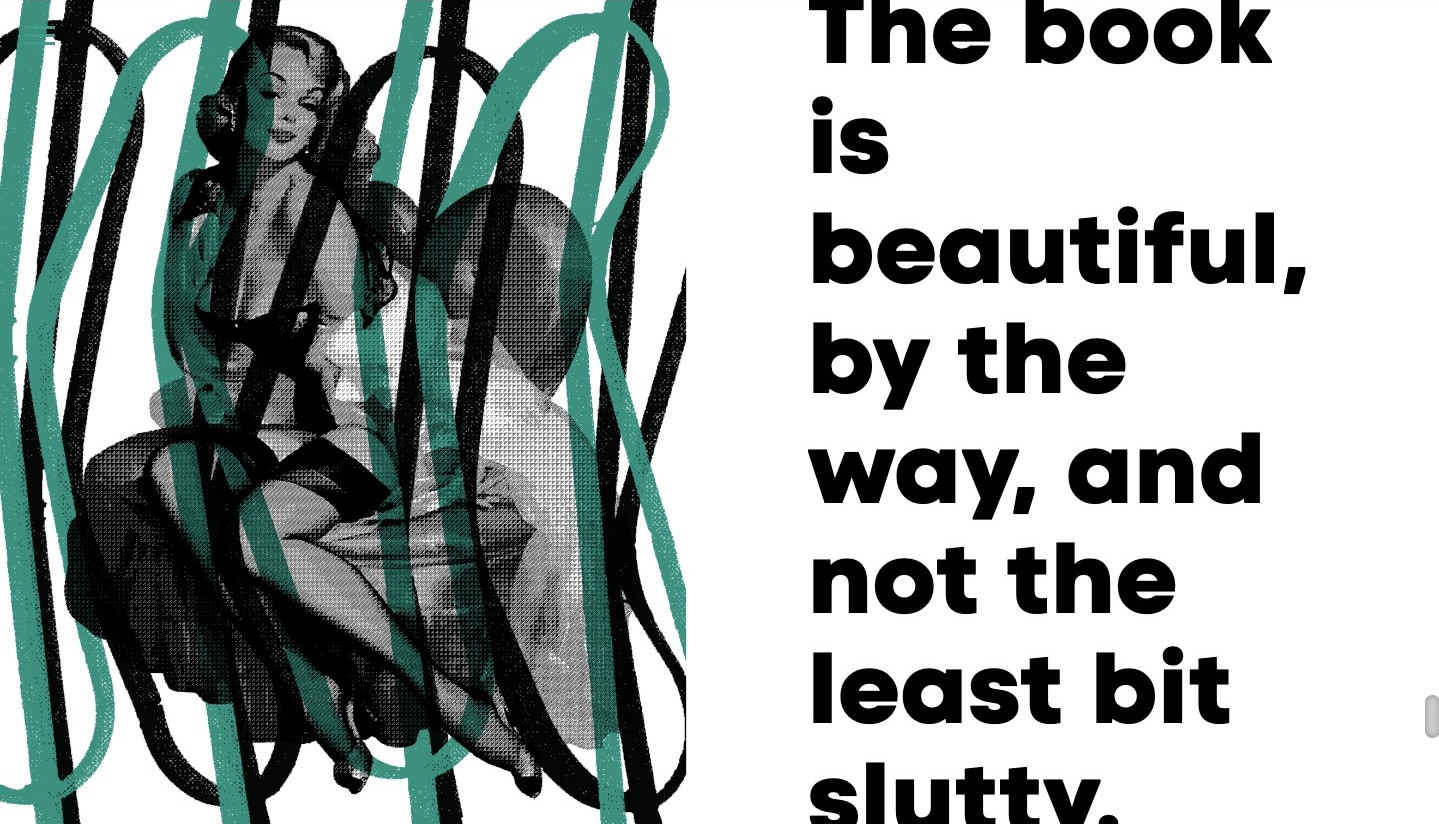 The book
is
beautiful,
by the
way, and
not the
least bit
slutty.